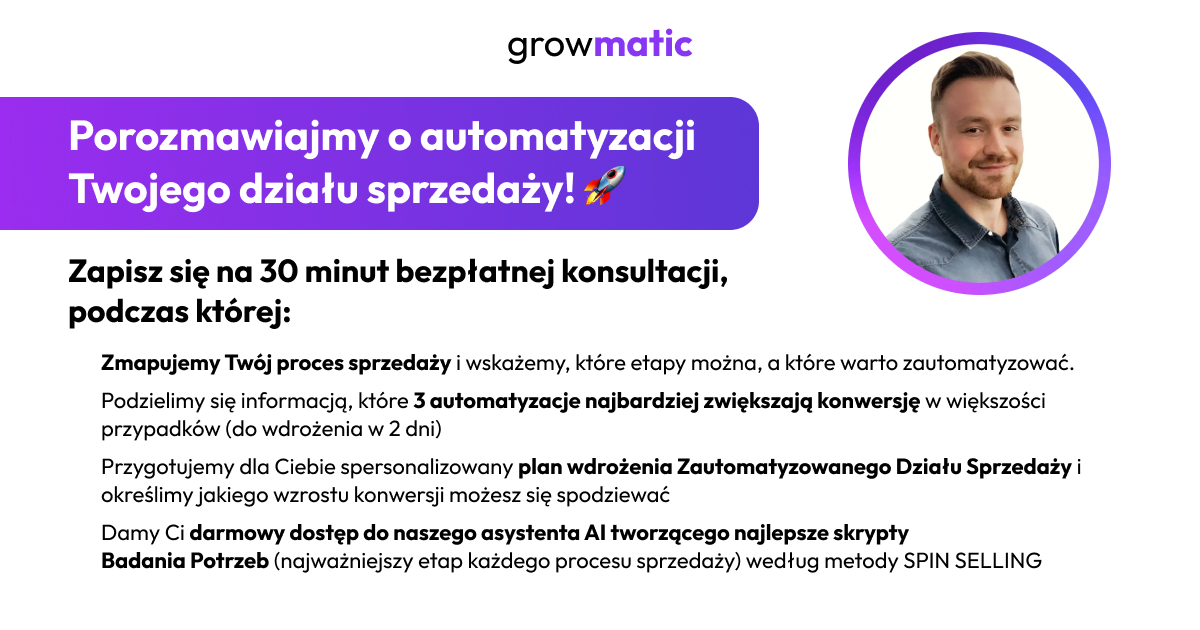 growmatic
Porozmawiajmy o automatyzacji
Twojego działu sprzedaży! 🚀
Zapisz się na 30 minut bezpłatnej konsultacji,
podczas której:
Zmapujemy Twój proces sprzedaży i wskażemy, które etapy można, a które warto zautomatyzować.
Podzielimy się informacją, które 3 automatyzacje najbardziej zwiększają konwersję w większości
przypadków (do wdrożenia w 2 dni)
Przygotujemy dla Ciebie spersonalizowany plan wdrożenia Zautomatyzowanego Działu Sprzedaży i
określimy jakiego wzrostu konwersji możesz się spodziewać
Damy Ci darmowy dostęp do naszego asystenta AI tworzącego najlepsze skrypty
Badania Potrzeb (najważniejszy etap każdego procesu sprzedaży) według metody SPIN SELLING